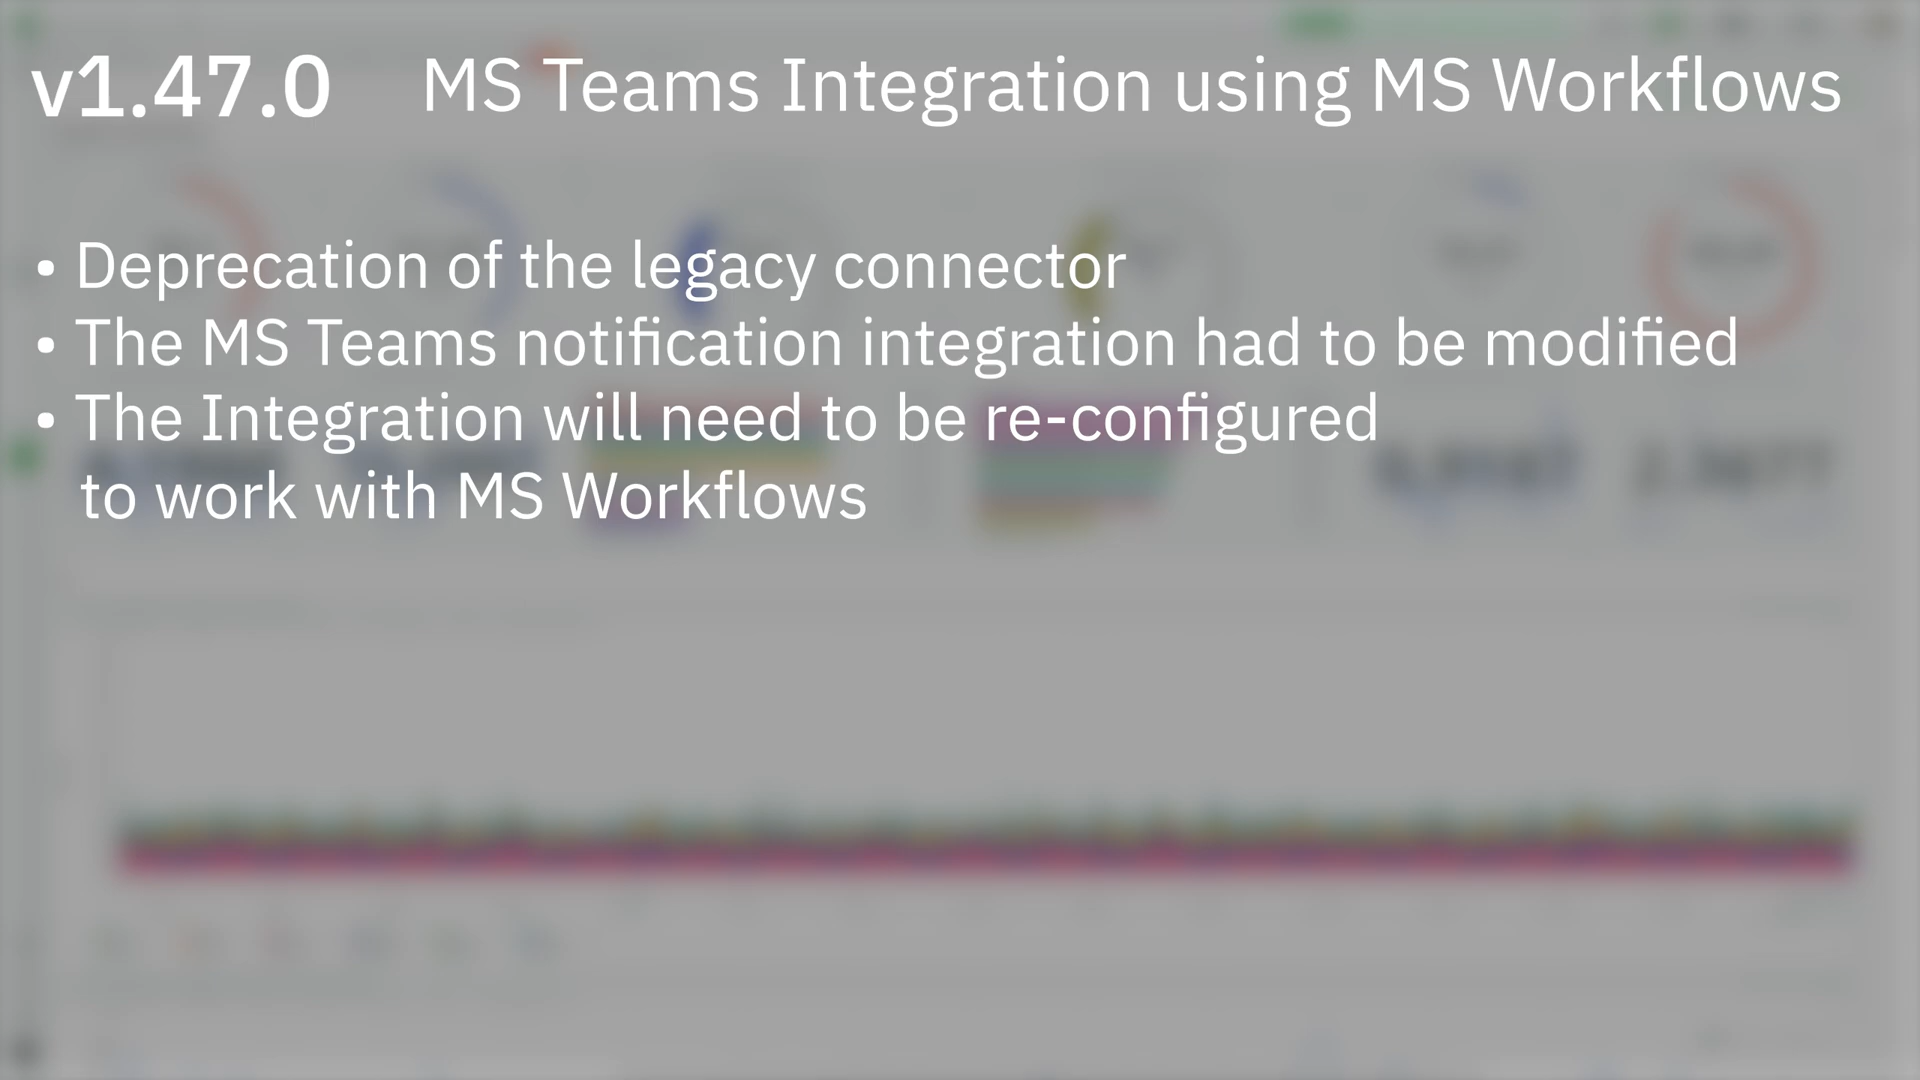 v1.47.0 MS Teams Integration using MS Workflows
• Deprecation of the legacy connector
• The MS Teams notification integration had to be modified
• The Integration will need to be re-configured
to work with MS Workflows